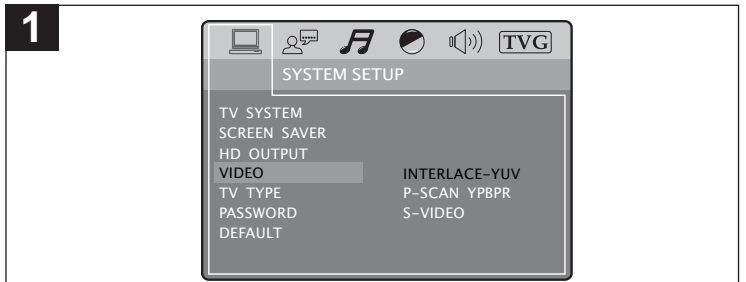 1
TVG
SYSTEM SETUP
TV SYSTEM
SCREEN SAVER
HD OUTPUT
VIDEO INTERLACE-YUV
TV TYPE P-SCAN YPBPR
PASSWORD S-VIDEO
DEFAULT